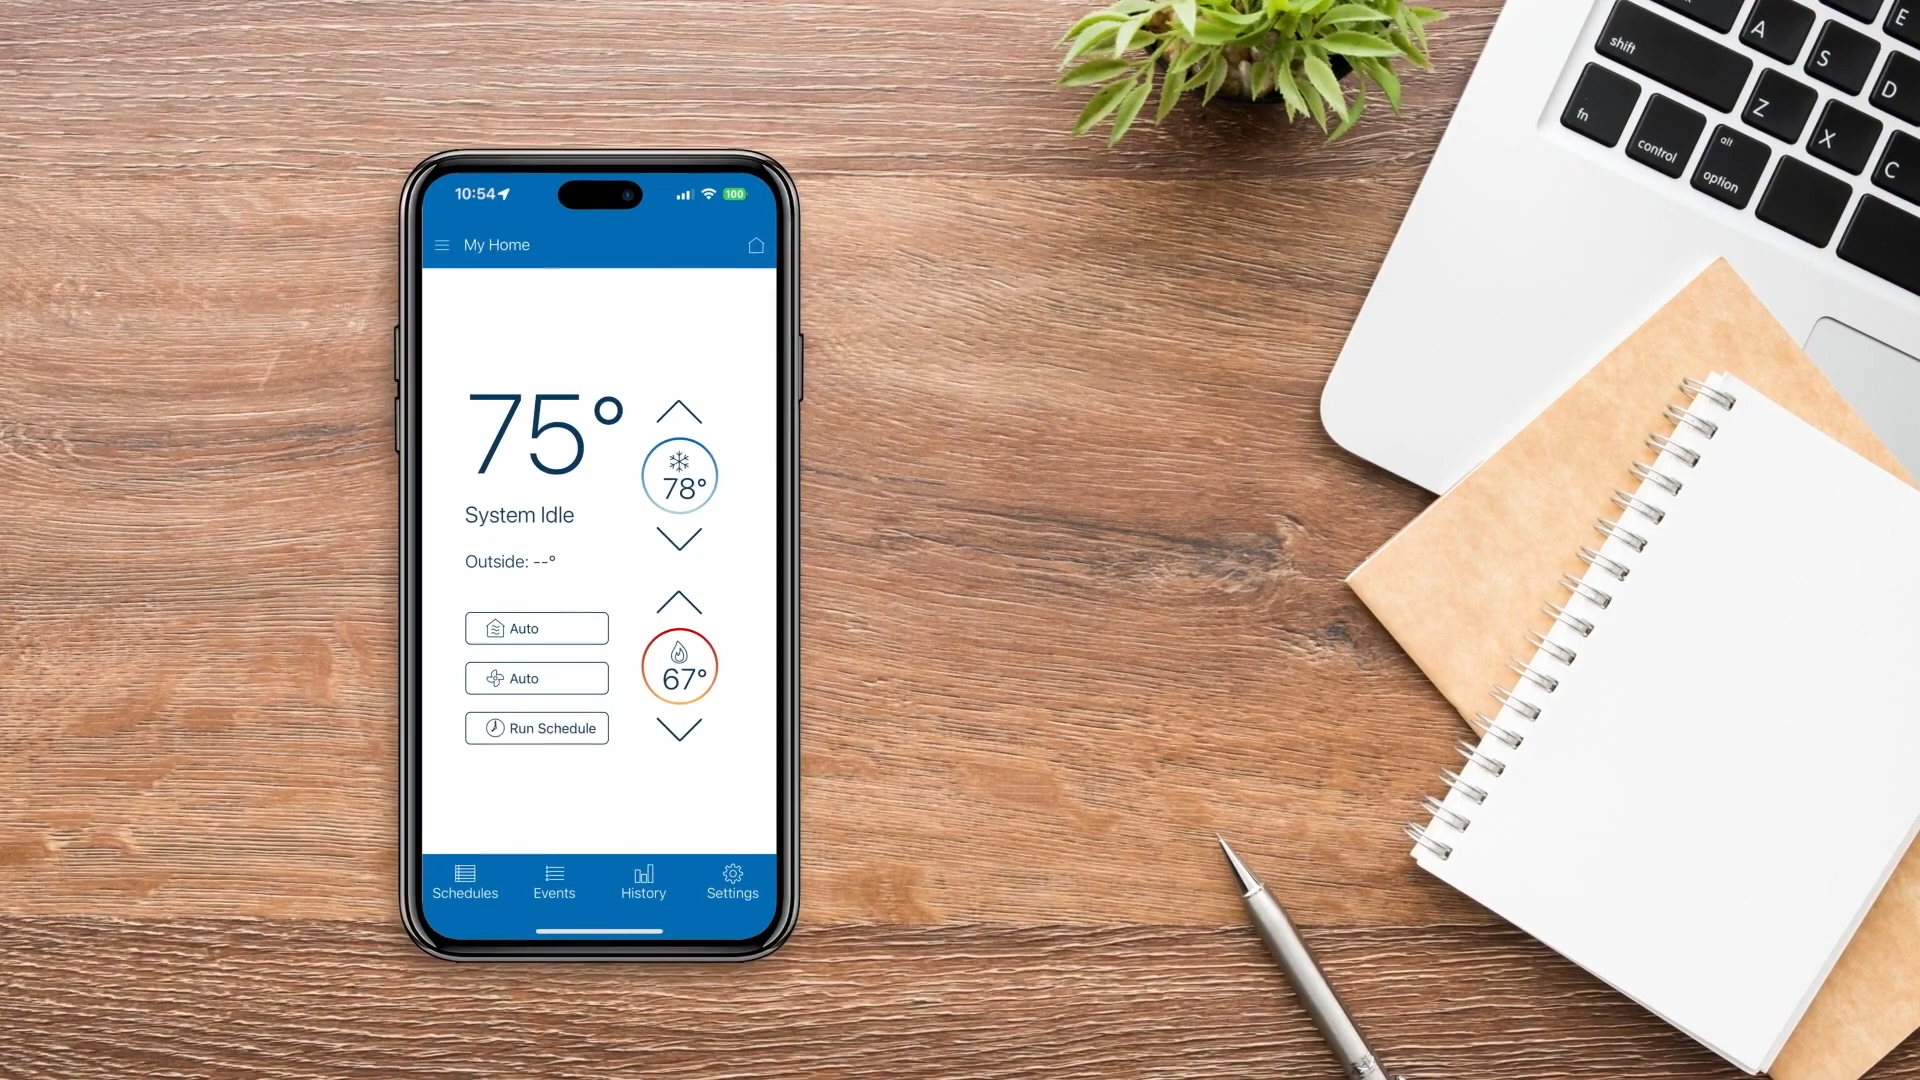 10:54
100
My Home
75°
78°
System Idle
Outside: --°
Auto
67°
Auto
Run Schedule
Schedules
Events
History
Settings
shift
A
S
D
E
fn
Z
X
C
control
alt
option